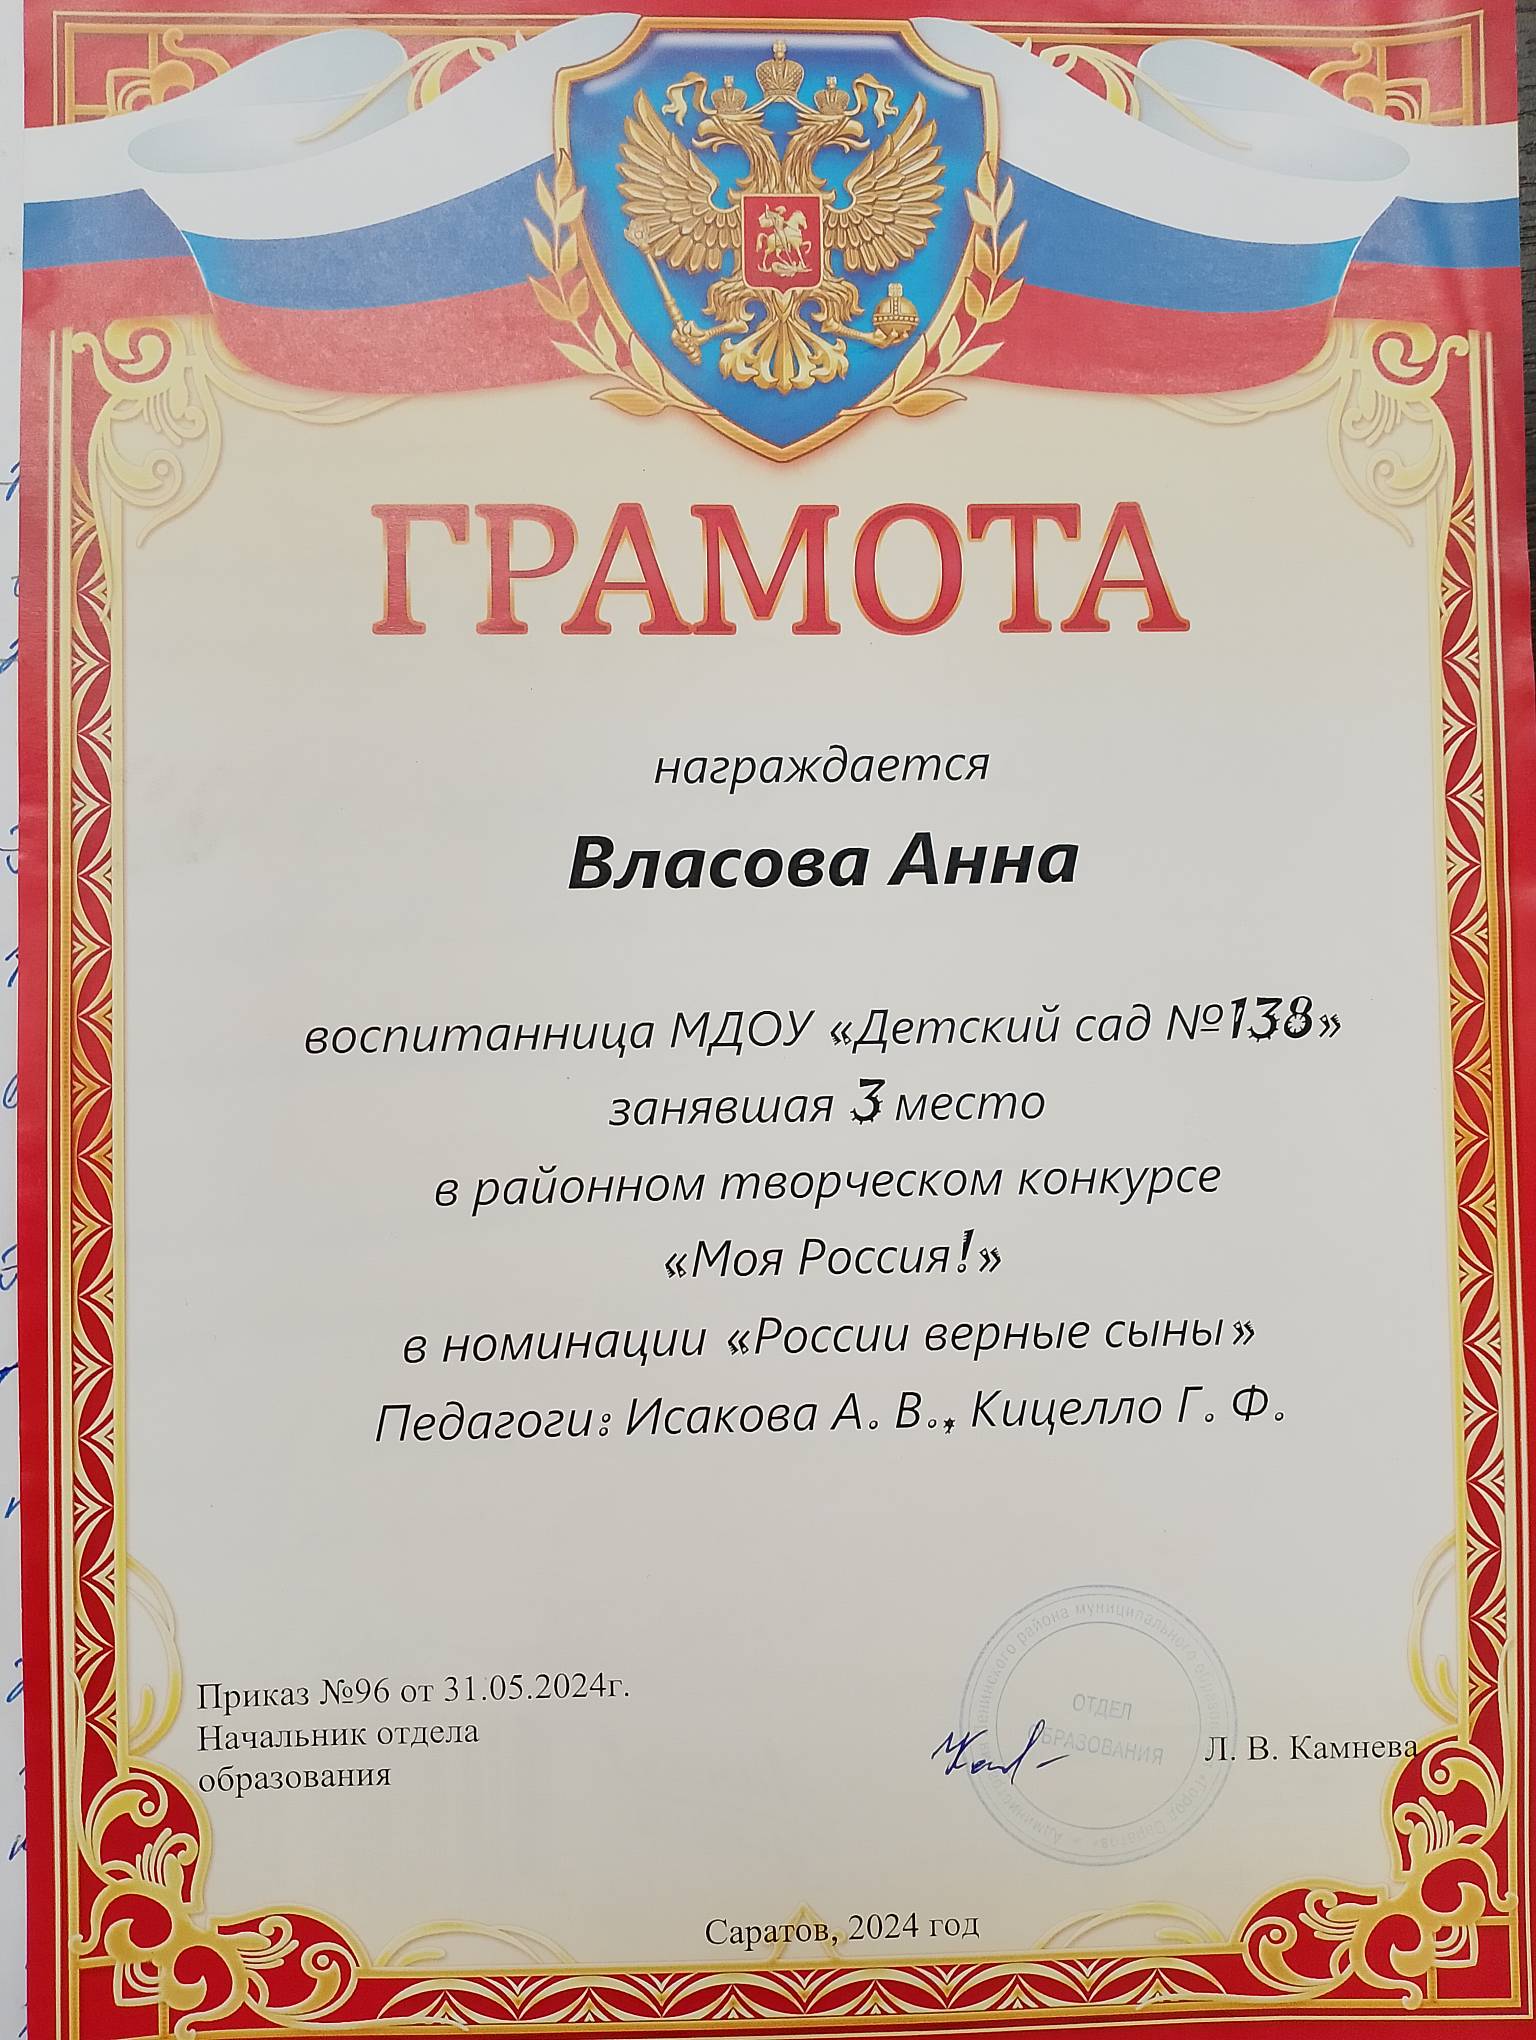 ГРАМОТА
награждается
Власова Анна
воспитанница МДОУ «Детский сад №138»
занявшая 3 место
в районном творческом конкурсе
«Моя Россия!»
в номинации «России верные сыны»
Педагоги: Исакова А. В., Кицелло Г. Ф.
Приказ №96 от 31.05.2024г.
Начальник отдела
образования
района муниципального
ОТДЕЛ
ОБРАЗОВАНИЯ
Л. В. Камнева
Саратов, 2024 год